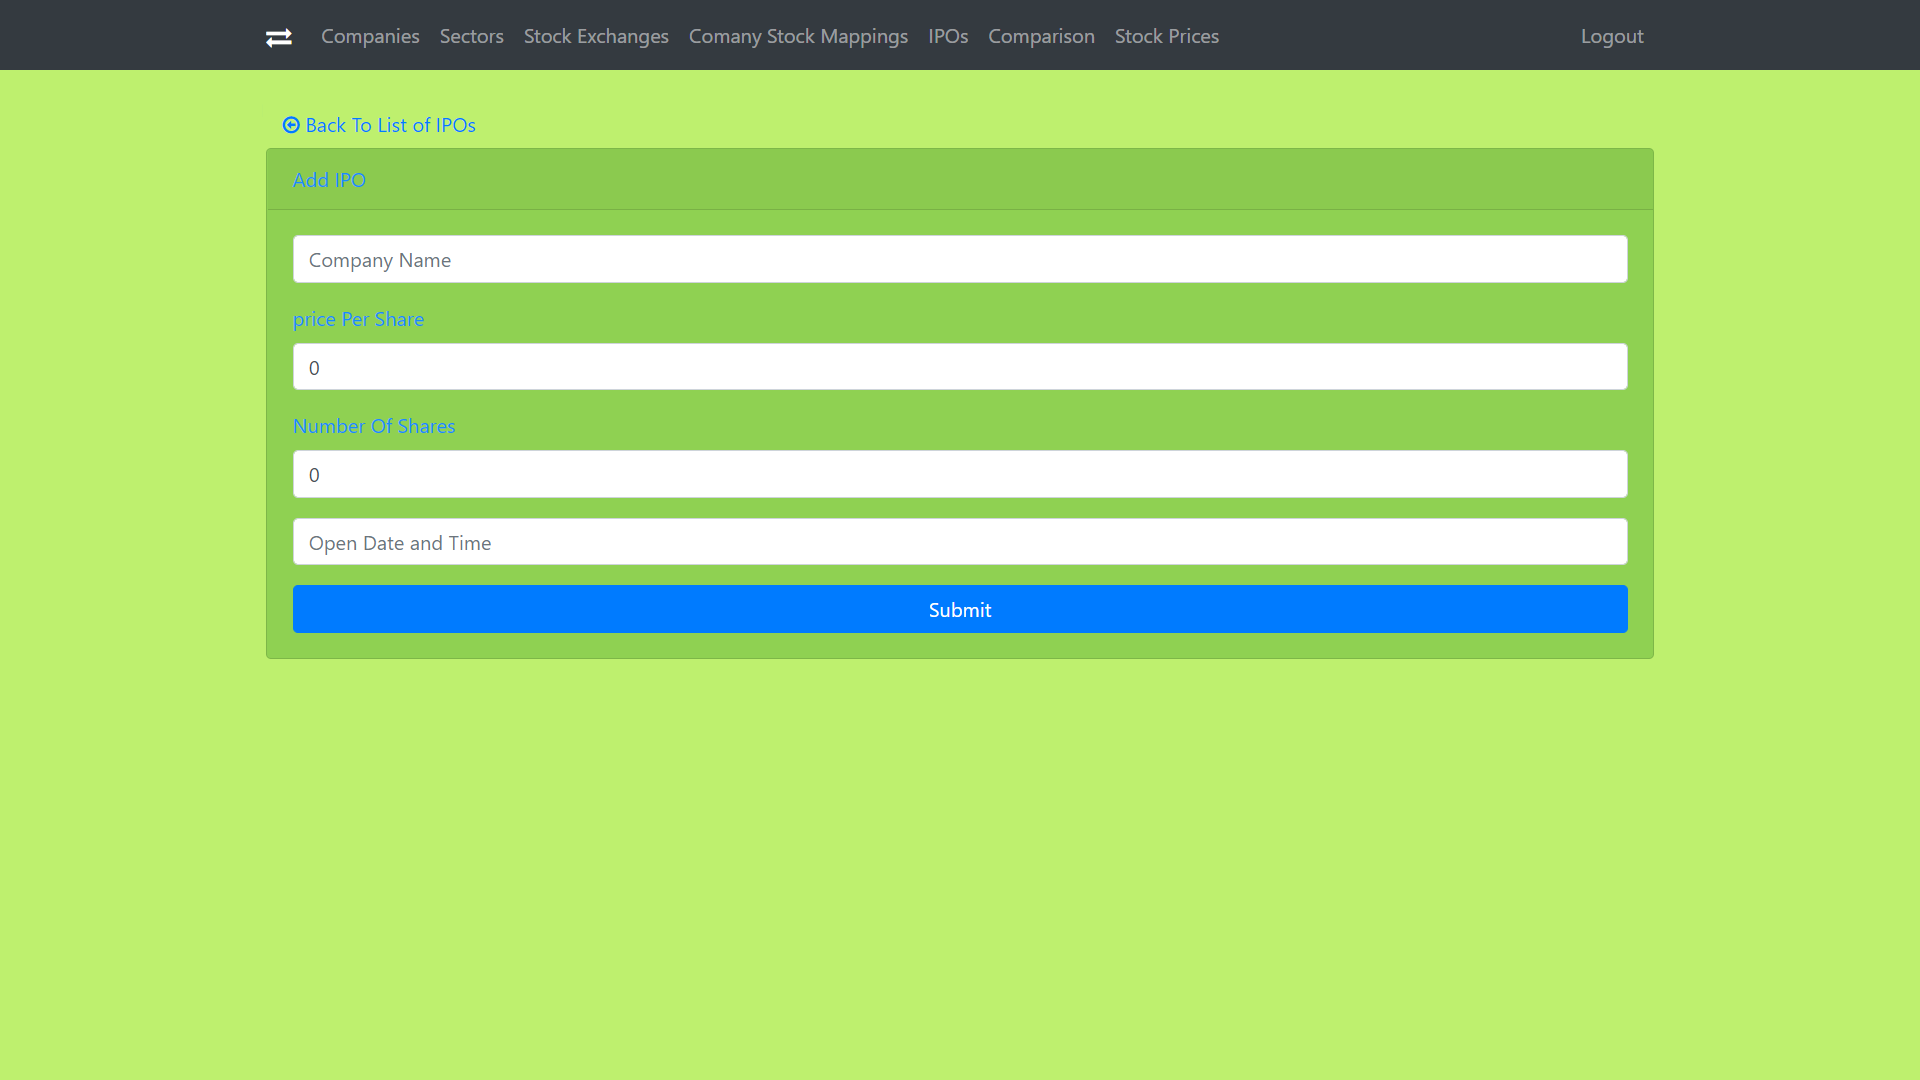 Companies Sectors Stock Exchanges Comany Stock Mappings IPOs Comparison Stock Prices Logout
Back To List of IPOs
Add IPO
Company Name
price Per Share
0
Number Of Shares
0
Open Date and Time
Submit